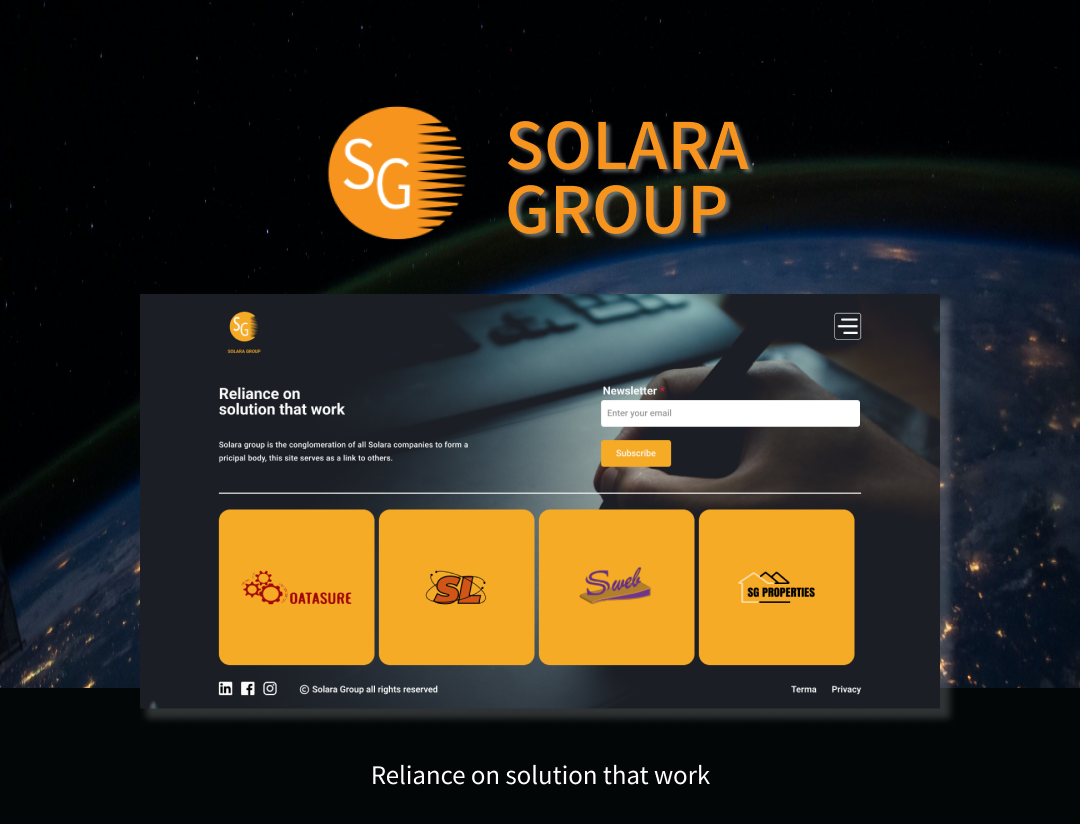 SG
SOLARA
GROUP
SG
SOLARA GROUP
Reliance on
solution that work
Newsletter *
Enter your email
Solara group is the conglomeration of all Solara companies to form a
pricipal body, this site serves as a link to others.
Subscribe
OATASURE
SL
Sweb
SG PROPERTIES
© Solara Group all rights reserved
Terma Privacy
Reliance on solution that work